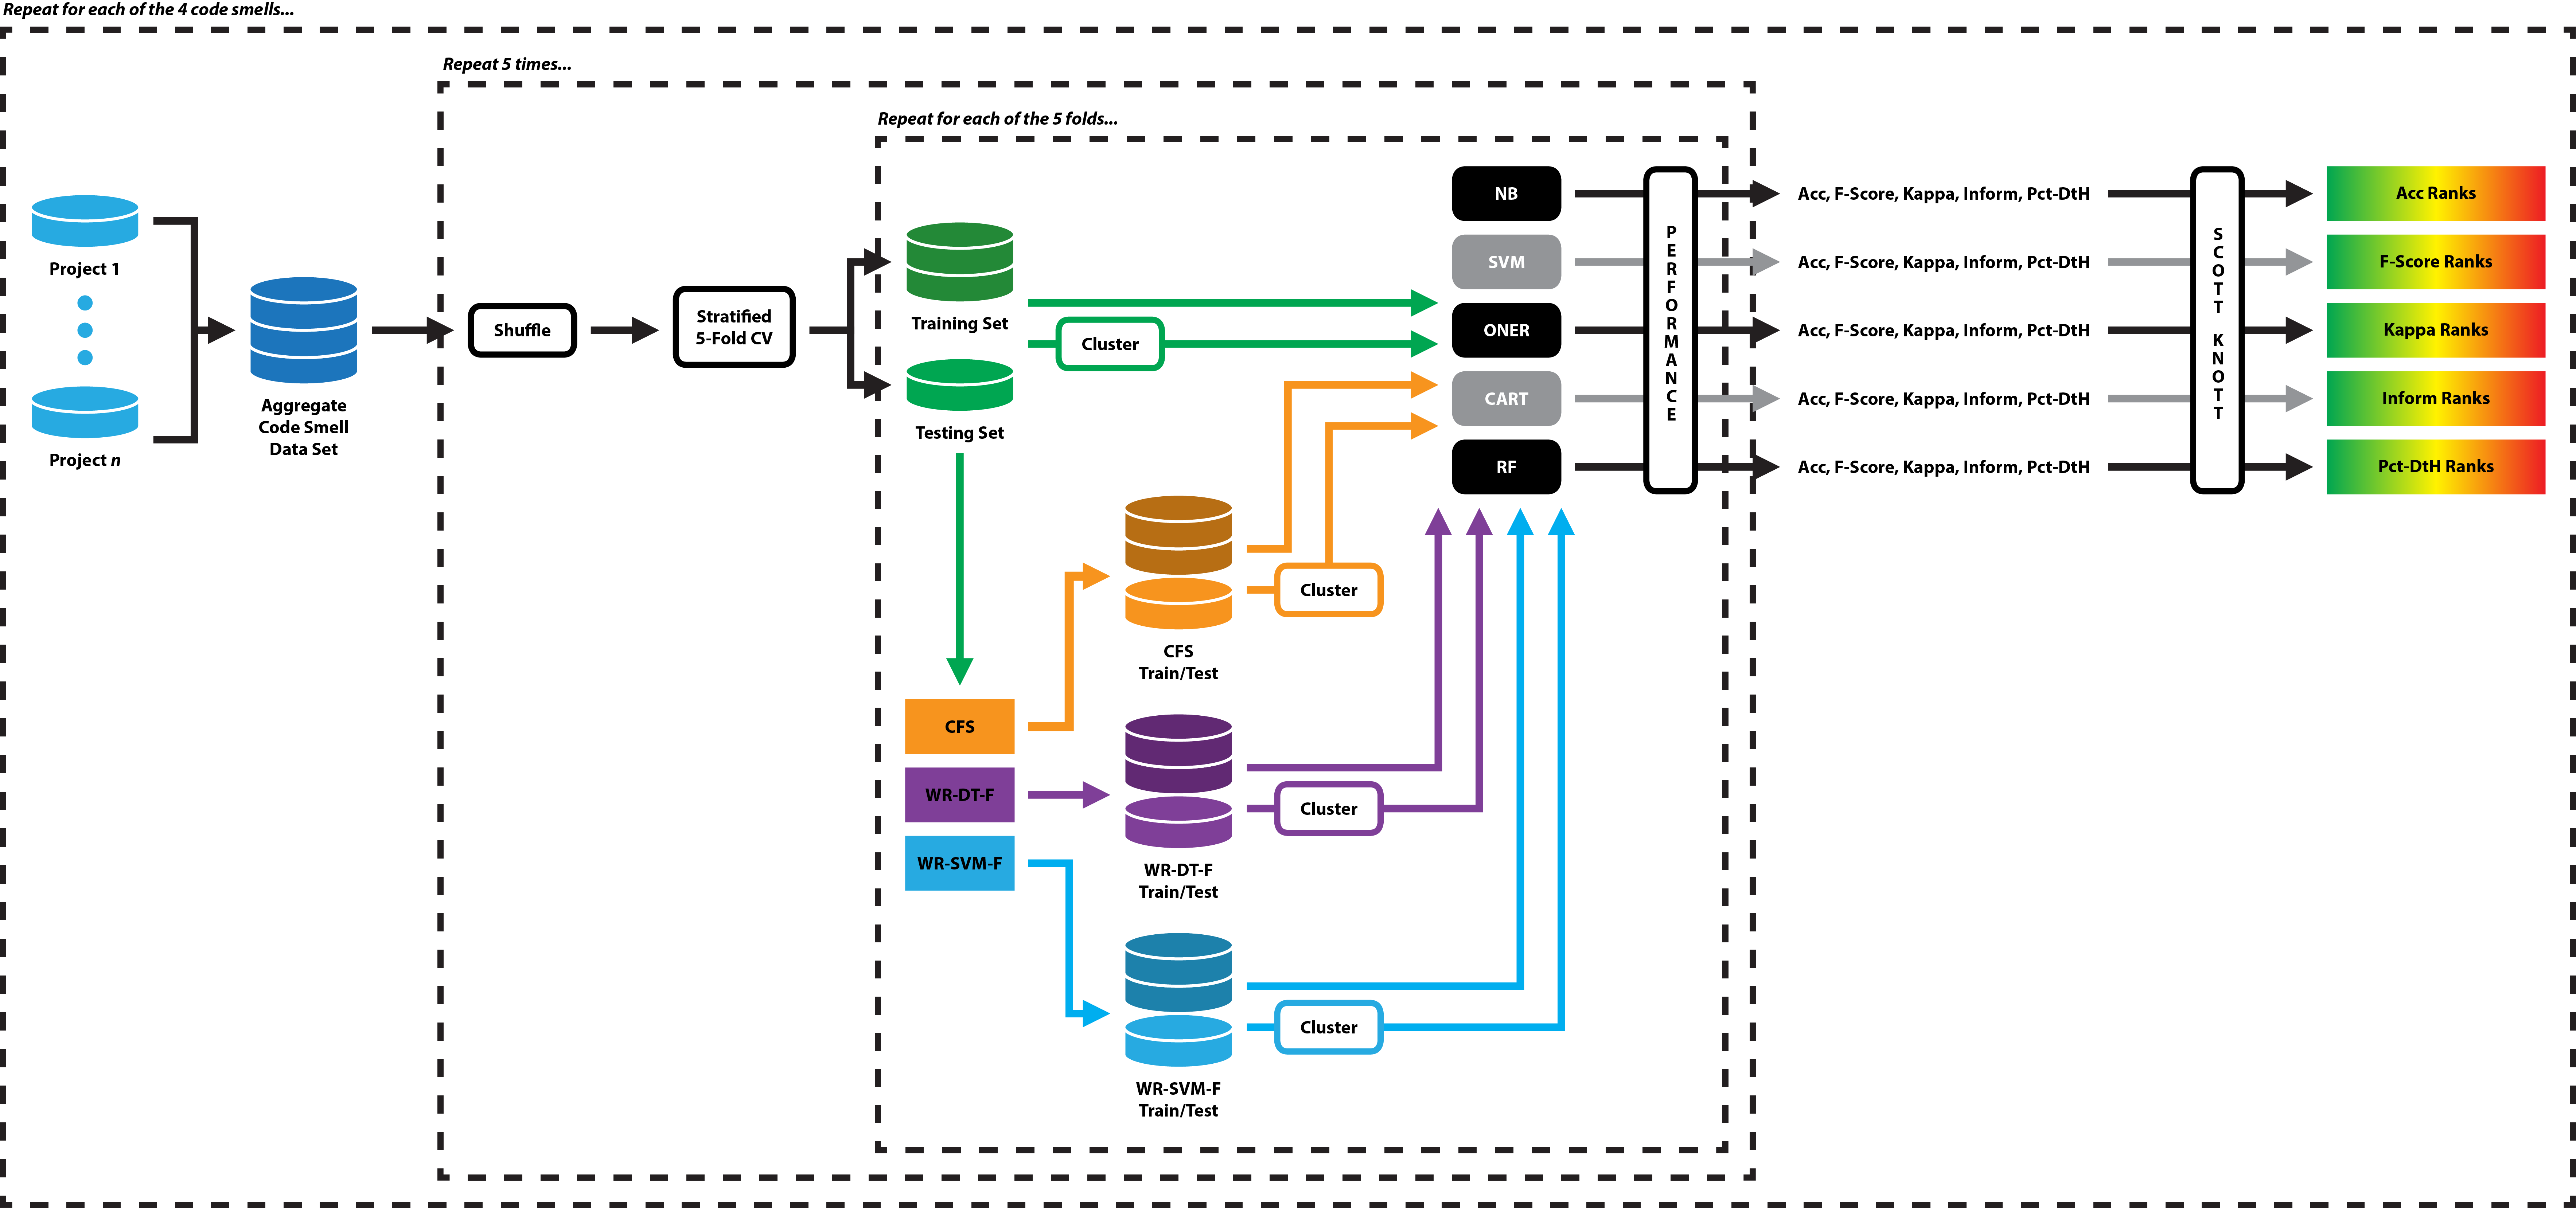 Repeat for each of the 4 code smells...
Repeat 5 times...
Repeat for each of the 5 folds...
Project 1
Project n
Aggregate
Code Smell
Data Set
Shuffle
Stratified
5-Fold CV
Training Set
Cluster
Testing Set
CFS
WR-DT-F
WR-SVM-F
Cluster
CFS
Train/Test
Cluster
WR-DT-F
Train/Test
Cluster
WR-SVM-F
Train/Test
NB
SVM
ONER
CART
RF
PERFORMANCE
Acc, F-Score, Kappa, Inform, Pct-DtH
Acc, F-Score, Kappa, Inform, Pct-DtH
Acc, F-Score, Kappa, Inform, Pct-DtH
Acc, F-Score, Kappa, Inform, Pct-DtH
Acc, F-Score, Kappa, Inform, Pct-DtH
SCOTT KNOTT
Acc Ranks
F-Score Ranks
Kappa Ranks
Inform Ranks
Pct-DtH Ranks